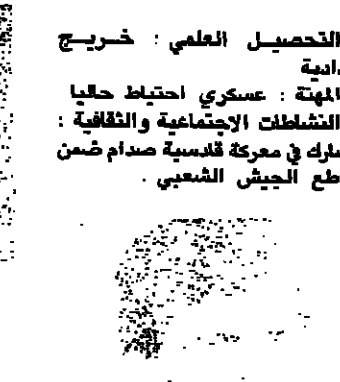 التحصيل العلمي : خريج
ادية
المهنة : عسكري احتياط حاليا
النشاطات الاجتماعية والثقافية :
شارك في معركة قادسية صدام ضمن
طع الجيش الشعبي .